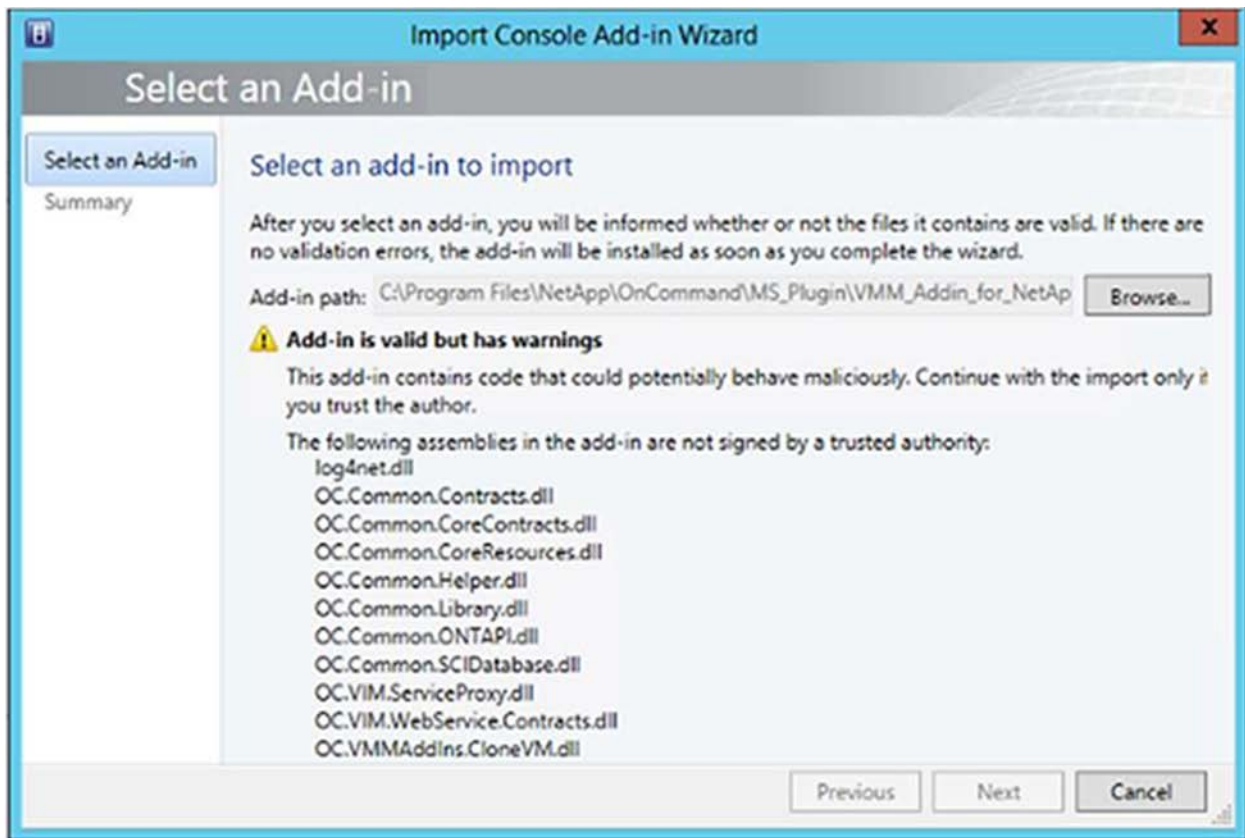 Import Console Add-in Wizard
x
Select an Add-in
Select an Add-in
Summary
Select an add-in to import
After you select an add-in, you will be informed whether or not the files it contains are valid. If there are
no validation errors, the add-in will be installed as soon as you complete the wizard.
Add-in path: C:\Program Files\NetApp\OnCommand\MS_Plugin\VMM_Addin_for_NetAp Browse...
Add-in is valid but has warnings
This add-in contains code that could potentially behave maliciously. Continue with the import only if
you trust the author.
The following assemblies in the add-in are not signed by a trusted authority:
log4net.dll
OC.Common.Contracts.dll
OC.Common.CoreContracts.dll
OC.Common.CoreResources.dll
OC.Common.Helper.dll
OC.Common.Library.dll
OC.Common.ONTAPI.dll
OC.Common.SCIDatabase.dll
OC.VIM.ServiceProxy.dll
OC.VIM.WebService.Contracts.dll
OC.VMMAddIns.CloneVM.dll
Previous Next Cancel